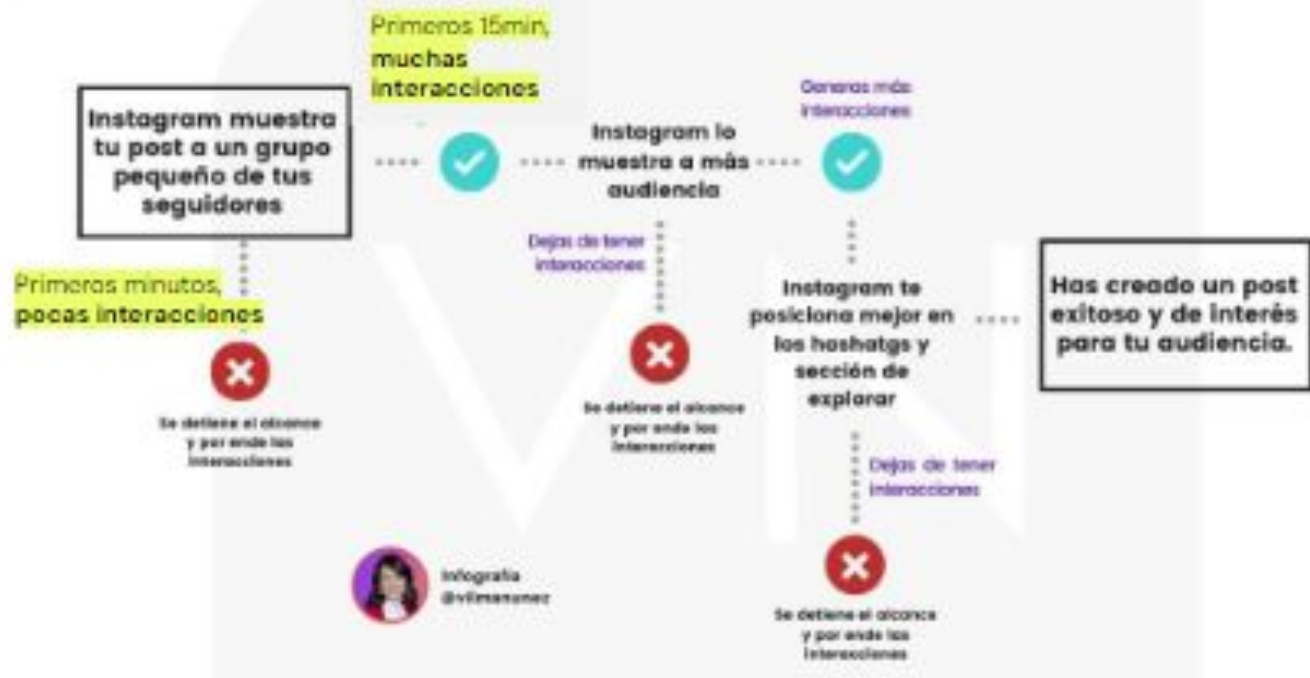 Primeros 15min,
muchas
interacciones
Instagram muestra
tu post a un grupo
pequeño de tus
seguidores
Instagram lo
muestra a más
audiencia
Generas más
interacciones
Primeros minutos,
pocas interacciones
Se detiene el alcance
y por ende las
interacciones
Dejas de tener
interacciones
Se detiene el alcance
y por ende las
interacciones
Instagram te
posiciona mejor en
los hashatgs y
sección de
explorar
Has creado un post
exitoso y de interés
para tu audiencia.
Dejas de tener
interacciones
Se detiene el alcance
y por ende las
interacciones
Infografía
@vilmanunez
VN